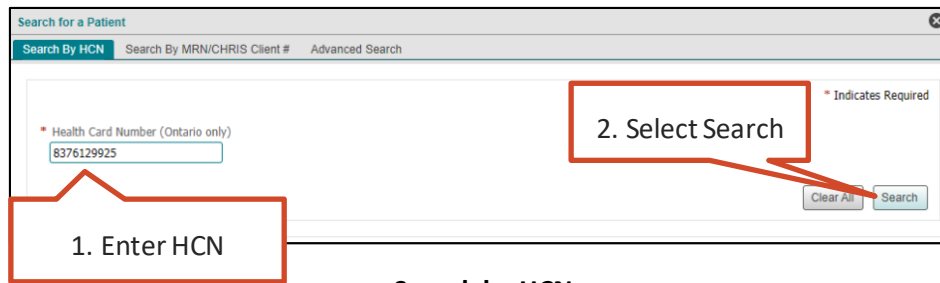 Search for a Patient
Search By HCN Search By MRN/CHRIS Client # Advanced Search
* Indicates Required
* Health Card Number (Ontario only)
8376129925
2. Select Search
Clear All Search
1. Enter HCN